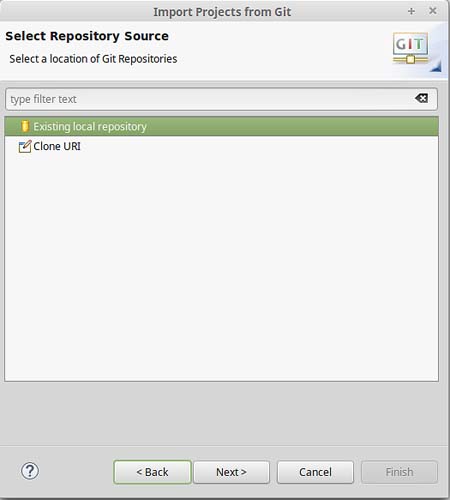 Import Projects from Git
Select Repository Source
Select a location of Git Repositories
GIT
type filter text
Existing local repository
Clone URI
?
< Back
Next >
Cancel
Finish